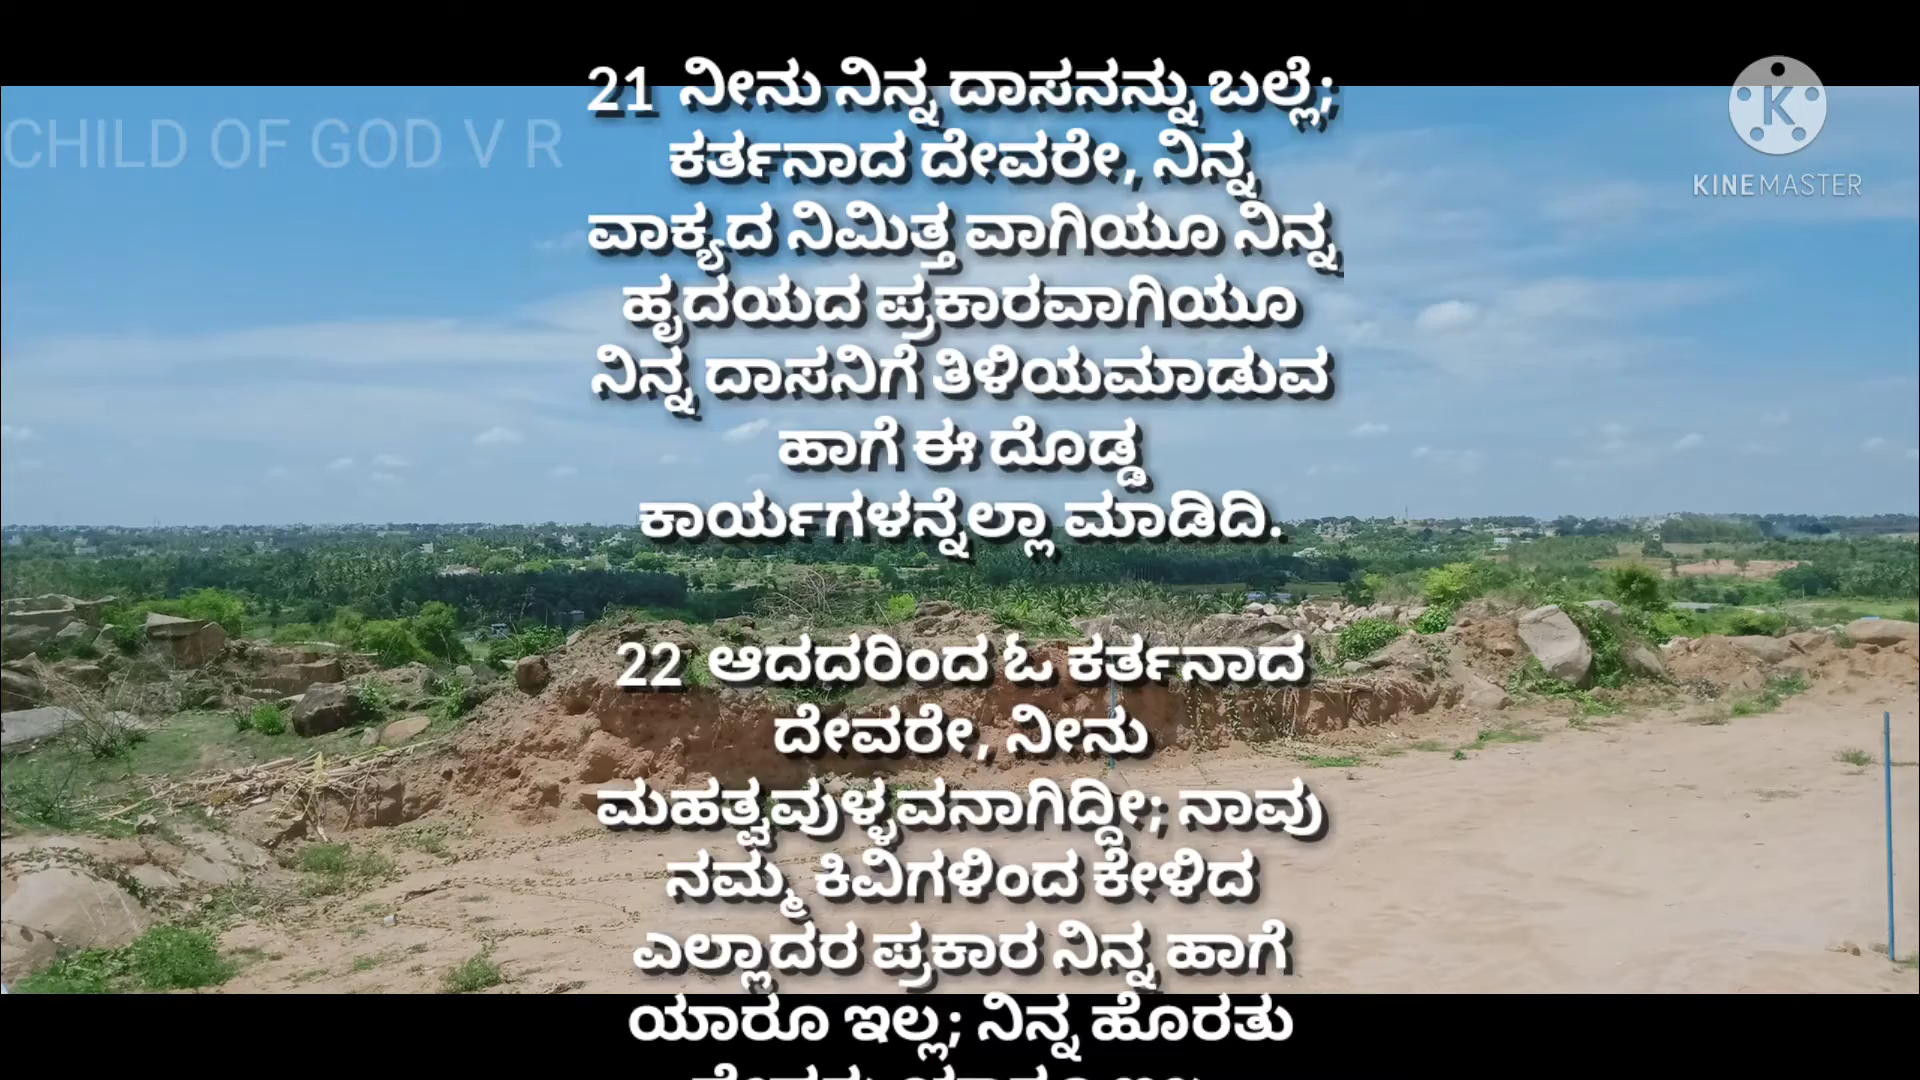 21 ನೀನು ನಿನ್ನ ದಾಸನನ್ನು ಬಲ್ಲೆ;
ಕರ್ತನಾದ ದೇವರೇ, ನಿನ್ನ
ವಾಕ್ಯದ ನಿಮಿತ್ತ ವಾಗಿಯೂ ನಿನ್ನ
ಹೃದಯದ ಪ್ರಕಾರವಾಗಿಯೂ
ನಿನ್ನ ದಾಸನಿಗೆ ತಿಳಿಯಮಾಡುವ
ಹಾಗೆ ಈ ದೊಡ್ಡ
ಕಾರ್ಯಗಳನ್ನೆಲ್ಲಾ ಮಾಡಿದಿ.
22 ಆದದರಿಂದ ಓ ಕರ್ತನಾದ
ದೇವರೇ, ನೀನು
ಮಹತ್ವವುಳ್ಳವನಾಗಿದ್ದೀ; ನಾವು
ನಮ್ಮ ಕಿವಿಗಳಿಂದ ಕೇಳಿದ
ಎಲ್ಲಾದರ ಪ್ರಕಾರ ನಿನ್ನ ಹಾಗೆ
ಯಾರೂ ಇಲ್ಲ; ನಿನ್ನ ಹೊರತು
CHILD OF GOD V R
K
KINEMASTER